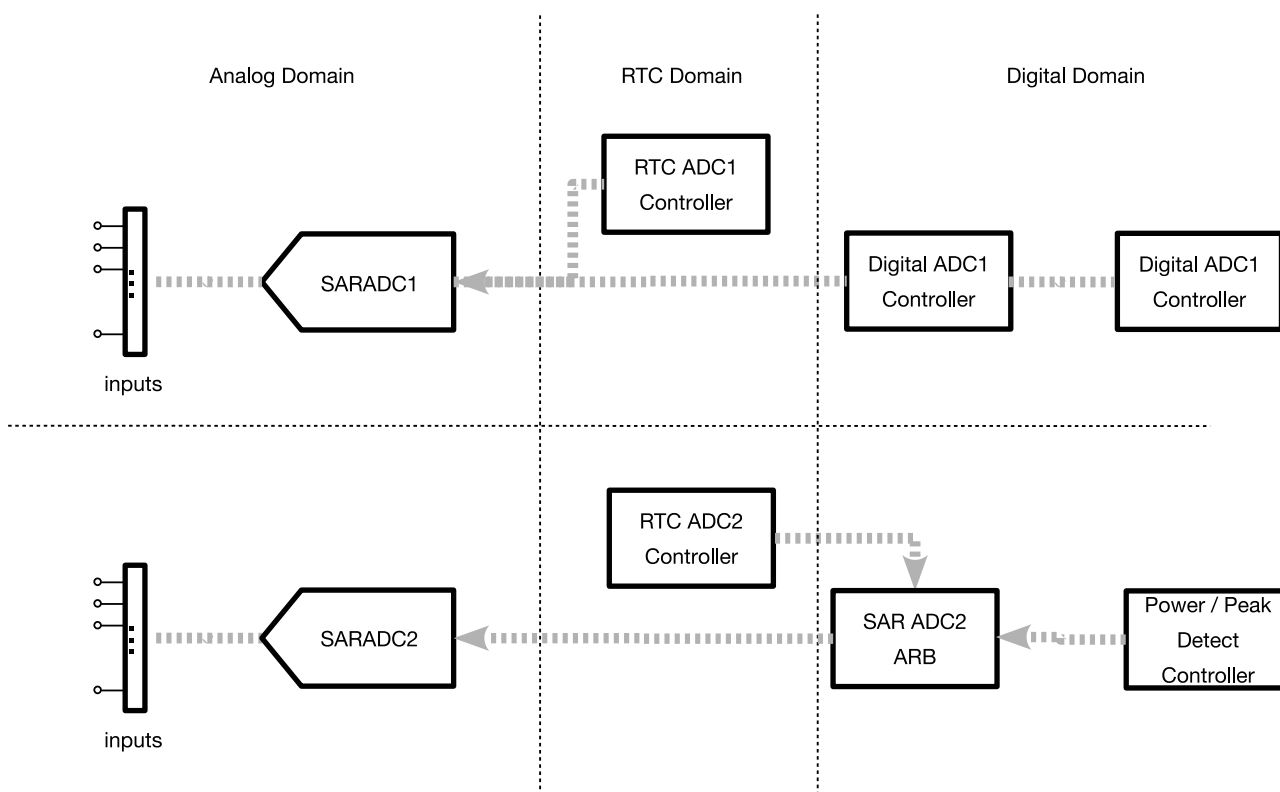 Analog Domain
RTC Domain
Digital Domain
RTC ADC1
Controller
SARADC1
Digital ADC1
Controller
Digital ADC1
Controller
inputs
RTC ADC2
Controller
SARADC2
SAR ADC2
ARB
Power / Peak
Detect
Controller
inputs